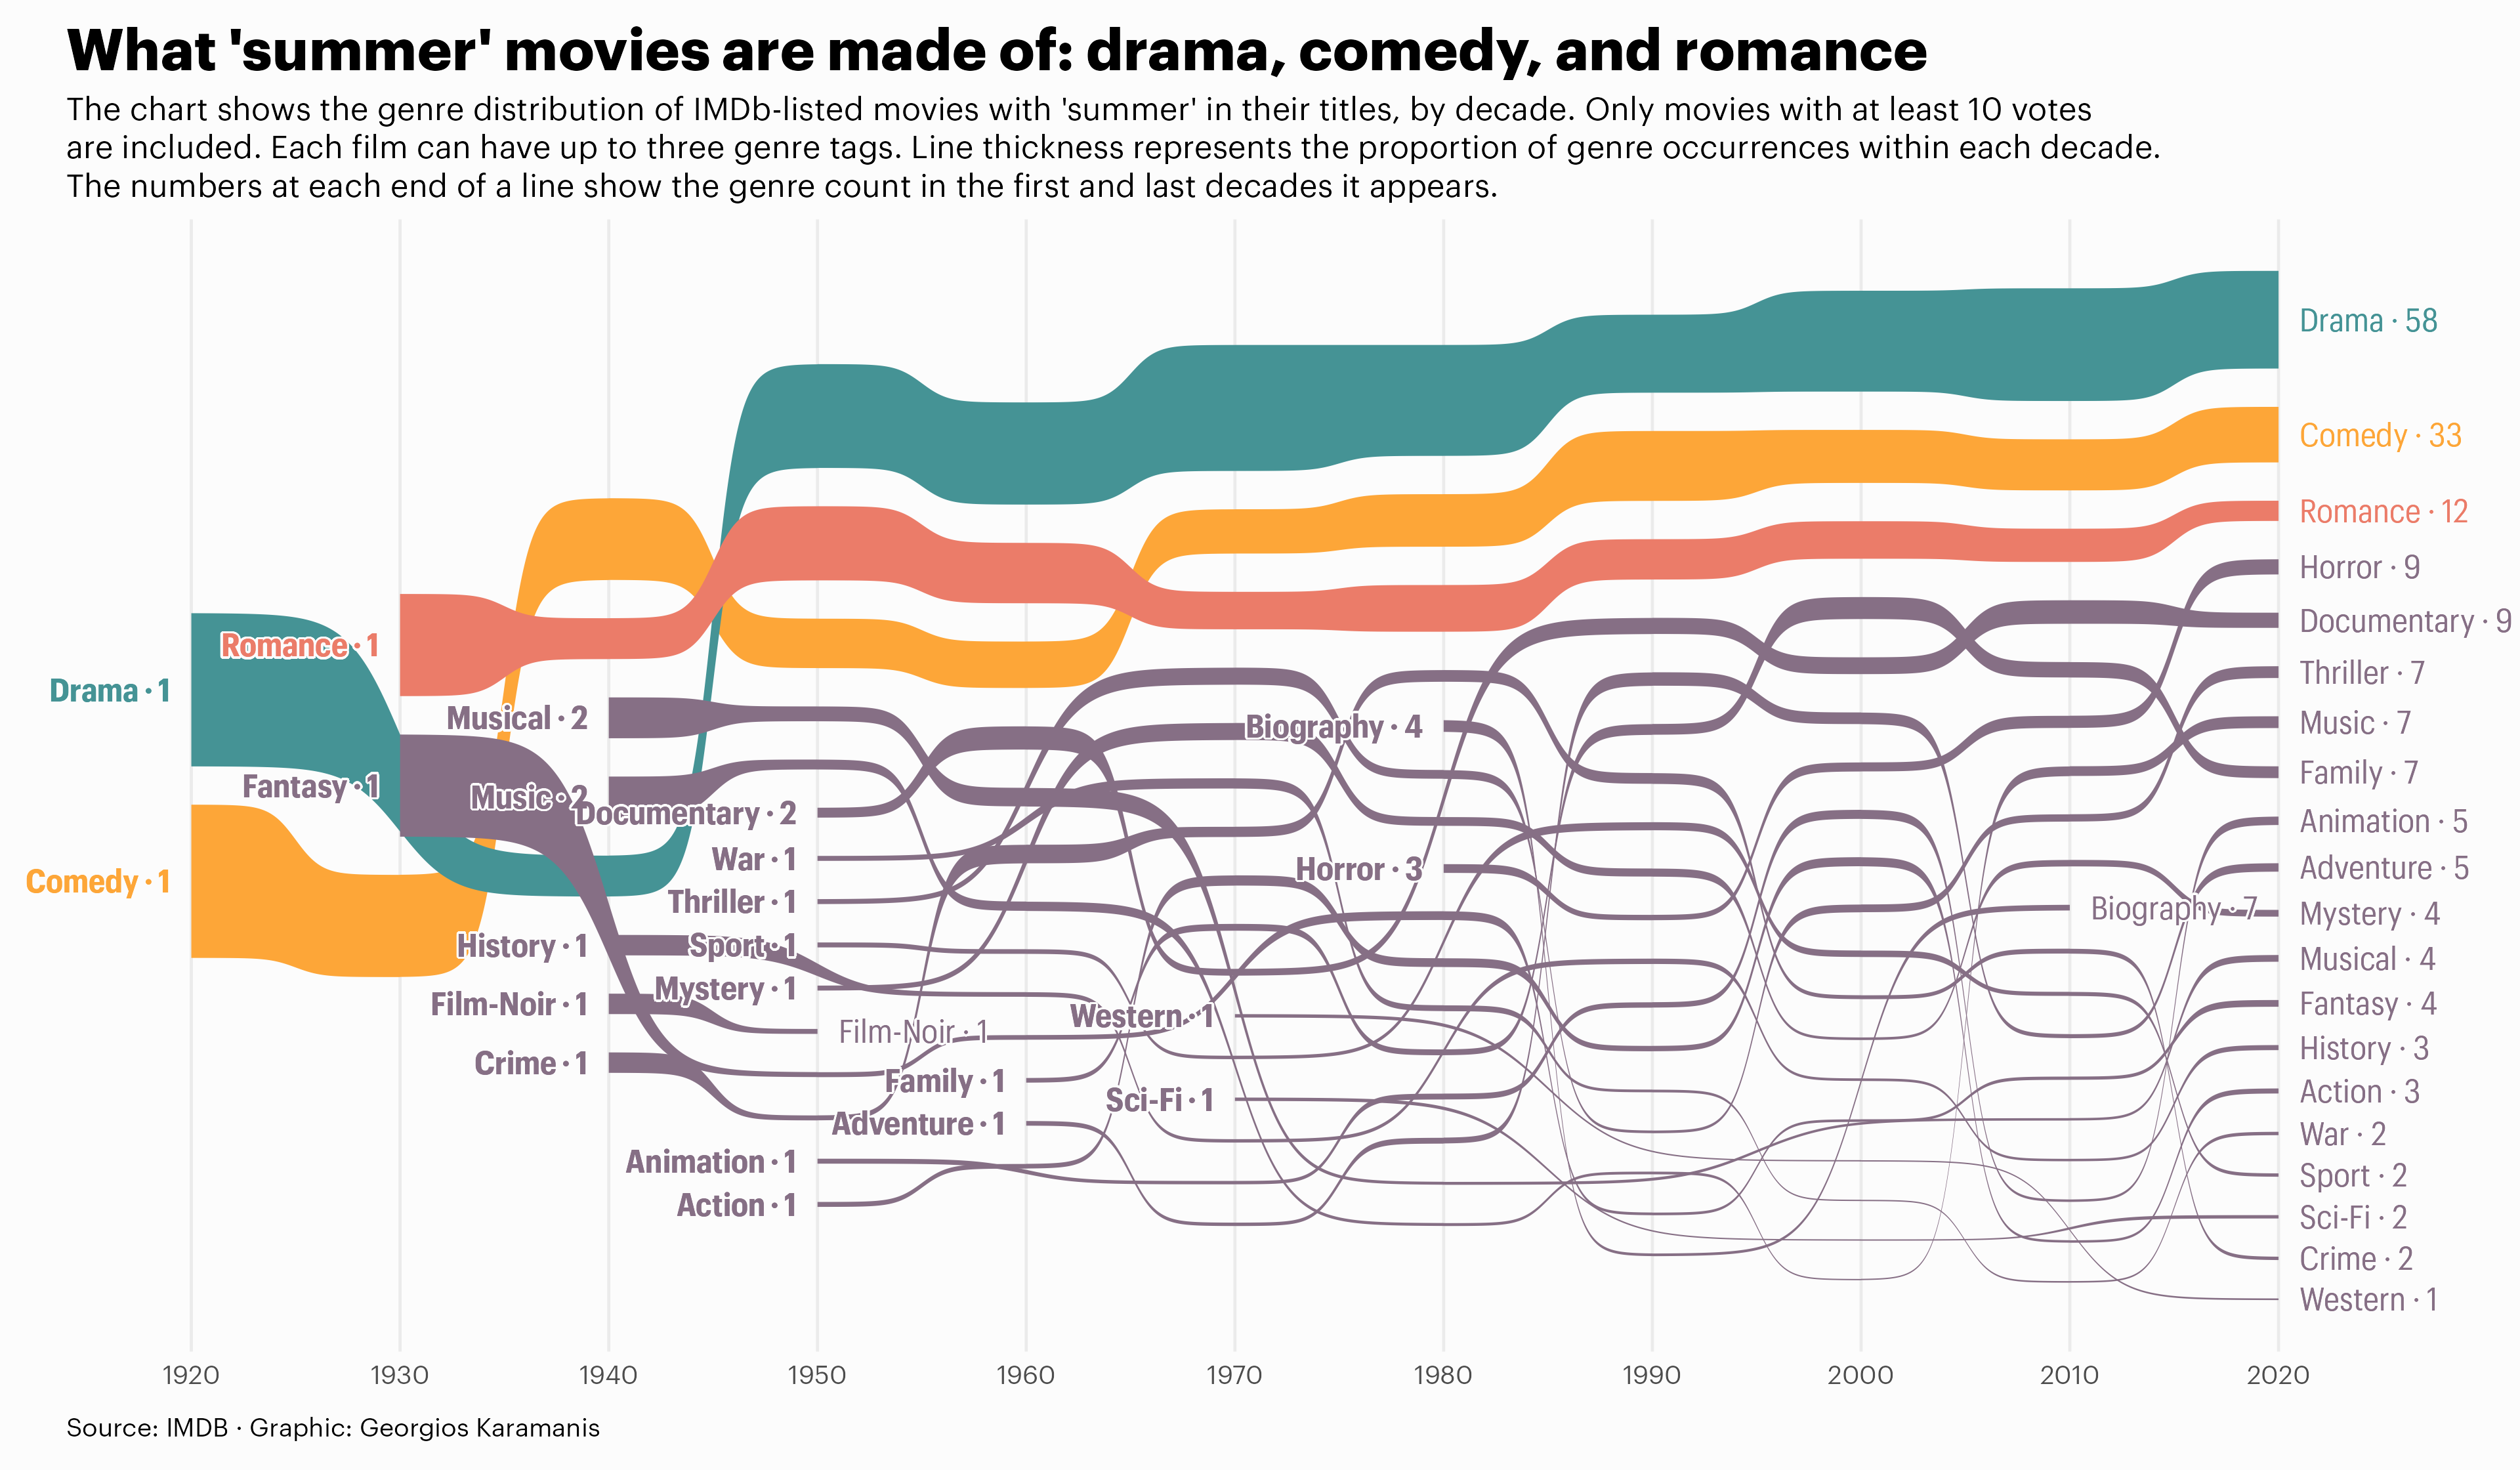 What 'summer' movies are made of: drama, comedy, and romance
The chart shows the genre distribution of IMDb-listed movies with 'summer' in their titles, by decade. Only movies with at least 10 votes
are included. Each film can have up to three genre tags. Line thickness represents the proportion of genre occurrences within each decade.
The numbers at each end of a line show the genre count in the first and last decades it appears.
Drama · 1
Comedy · 1
Romance · 1
Fantasy · 1
Musical · 2
Music · 2
History · 1
Film-Noir · 1
Crime · 1
Documentary · 2
War · 1
Thriller · 1
Sport · 1
Mystery · 1
Film-Noir · 1
Animation · 1
Action · 1
Family · 1
Adventure · 1
Western · 1
Sci-Fi · 1
Biography · 4
Horror · 3
Biography · 7
Drama · 58
Comedy · 33
Romance · 12
Horror · 9
Documentary · 9
Thriller · 7
Music · 7
Family · 7
Animation · 5
Adventure · 5
Mystery · 4
Musical · 4
Fantasy · 4
History · 3
Action · 3
War · 2
Sport · 2
Sci-Fi · 2
Crime · 2
Western · 1
1920 1930 1940 1950 1960 1970 1980 1990 2000 2010 2020
Source: IMDB · Graphic: Georgios Karamanis